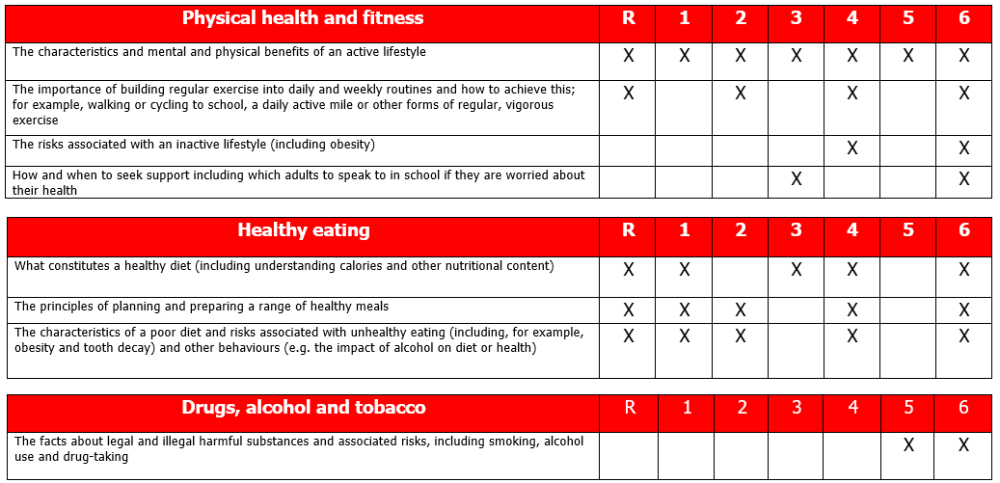 Physical health and fitness R 1 2 3 4 5 6
The characteristics and mental and physical benefits of an active lifestyle X X X X X X X
The importance of building regular exercise into daily and weekly routines and how to achieve this;
for example, walking or cycling to school, a daily active mile or other forms of regular, vigorous
exercise X X X X
The risks associated with an inactive lifestyle (including obesity) X X
How and when to seek support including which adults to speak to in school if they are worried about
their health X X
Healthy eating R 1 2 3 4 5 6
What constitutes a healthy diet (including understanding calories and other nutritional content) X X X X X
The principles of planning and preparing a range of healthy meals X X X X X
The characteristics of a poor diet and risks associated with unhealthy eating (including, for example,
obesity and tooth decay) and other behaviours (e.g. the impact of alcohol on diet or health) X X X X X
Drugs, alcohol and tobacco R 1 2 3 4 5 6
The facts about legal and illegal harmful substances and associated risks, including smoking, alcohol
use and drug-taking X X